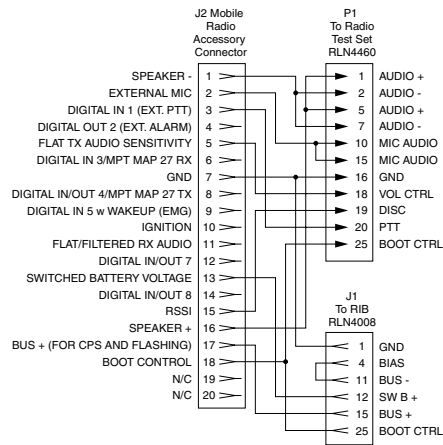 J2 Mobile
Radio
Accessory
Connector
SPEAKER - 1
EXTERNAL MIC 2
DIGITAL IN 1 (EXT. PTT) 3
DIGITAL OUT 2 (EXT. ALARM) 4
FLAT TX AUDIO SENSITIVITY 5
DIGITAL IN 3/MPT MAP 27 RX 6
GND 7
DIGITAL IN/OUT 4/MPT MAP 27 TX 8
DIGITAL IN 5 w WAKEUP (EMG) 9
IGNITION 10
FLAT/FILTERED RX AUDIO 11
DIGITAL IN/OUT 7 12
SWITCHED BATTERY VOLTAGE 13
DIGITAL IN/OUT 8 14
RSSI 15
SPEAKER + 16
BUS + (FOR CPS AND FLASHING) 17
BOOT CONTROL 18
N/C 19
N/C 20
P1
To Radio
Test Set
RLN4460
1 AUDIO +
2 AUDIO -
5 AUDIO +
7 AUDIO -
10 MIC AUDIO
15 MIC AUDIO
16 GND
18 VOL CTRL
19 DISC
20 PTT
25 BOOT CTRL
J1
To RIB
RLN4008
1 GND
4 BIAS
11 BUS -
12 SW B +
15 BUS +
25 BOOT CTRL